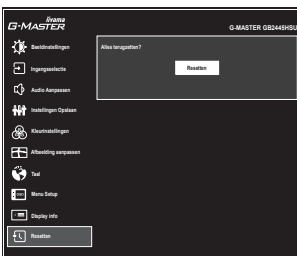 iiyama
G-MASTER
G-MASTER GB2445HSU
Beeldinstellingen
Alles terugzetten?
Ingangsselectie
Resetten
Audio Aanpassen
Instellingen Opslaan
Kleurinstellingen
Afbeelding aanpassen
Taal
Menu Setup
Display info
Resetten